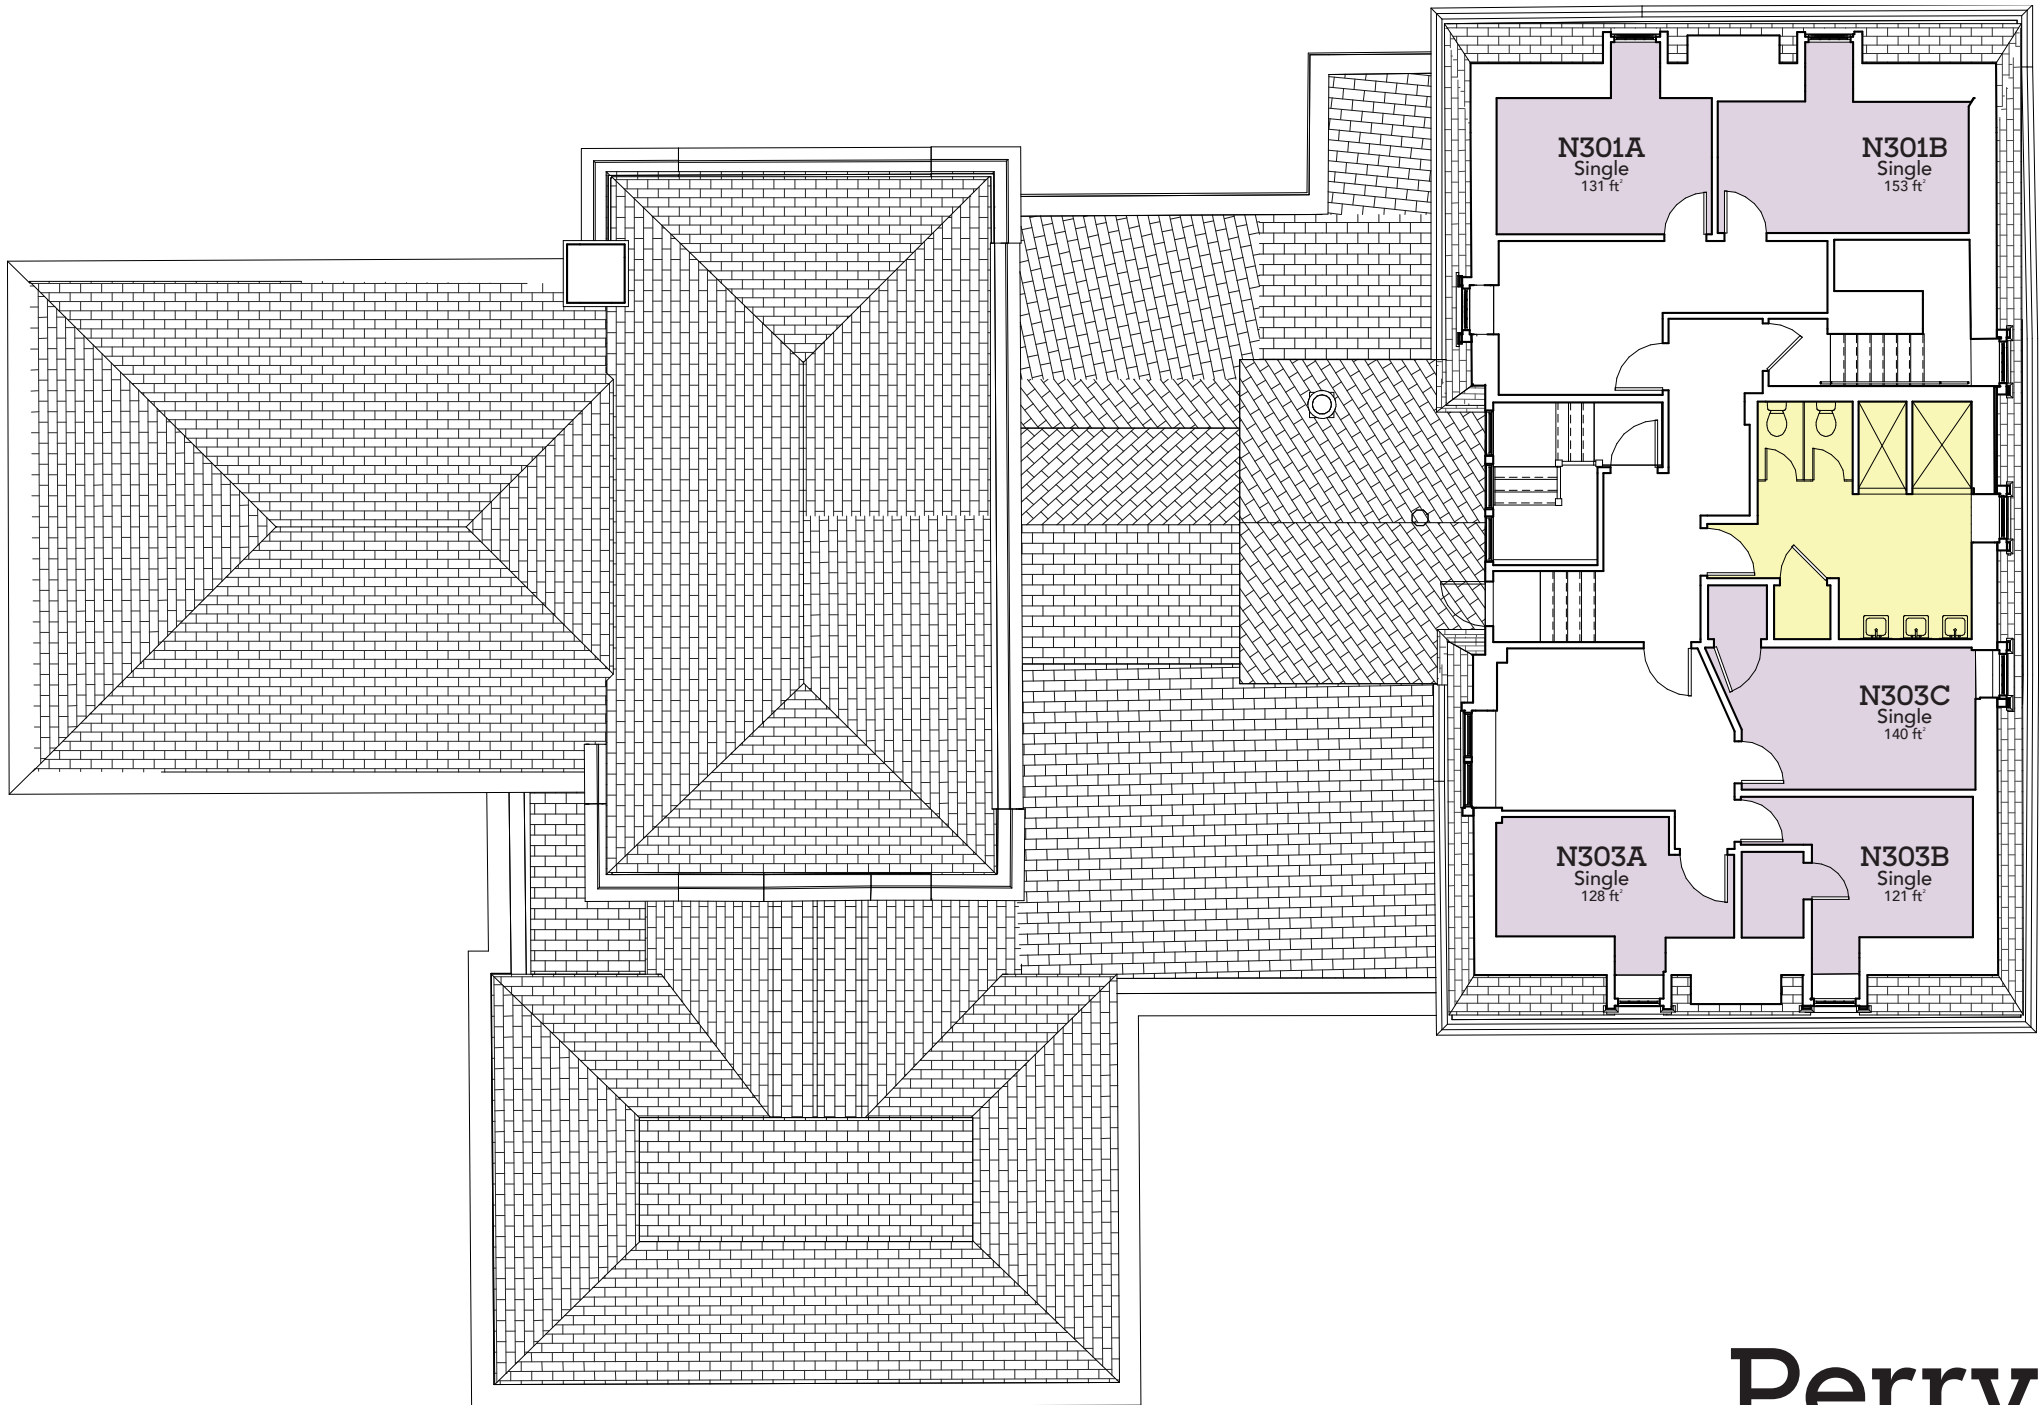 N301A
Single
131 ft²
N301B
Single
153 ft²
N303C
Single
140 ft²
N303A
Single
128 ft²
N303B
Single
121 ft²
Perry